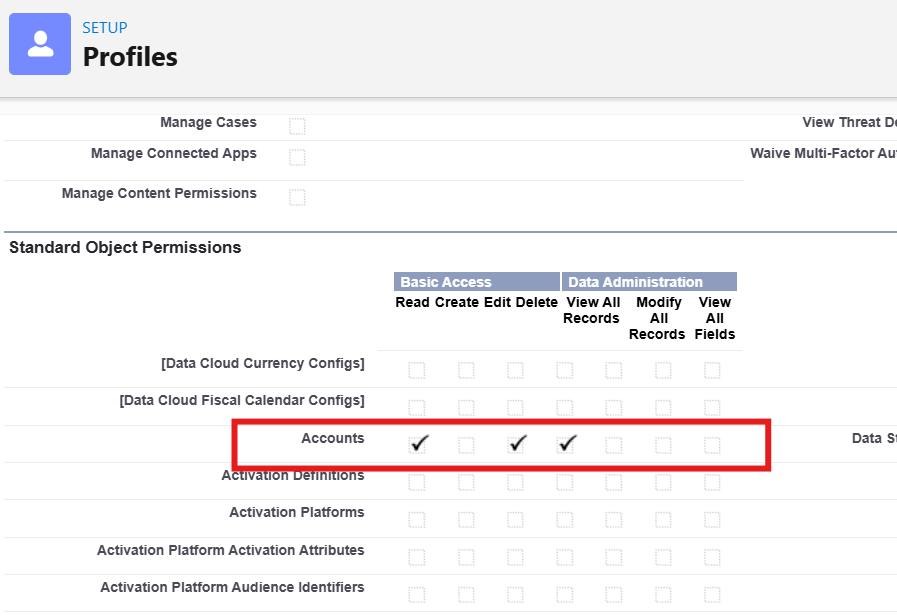 SETUP
Profiles
Manage Cases
View Threat De
Manage Connected Apps
Waive Multi-Factor Au
Manage Content Permissions
Standard Object Permissions
Basic Access Data Administration
Read Create Edit Delete View All Records Modify All Records View All Fields
[Data Cloud Currency Configs]
[Data Cloud Fiscal Calendar Configs]
Accounts
Data St
Activation Definitions
Activation Platforms
Activation Platform Activation Attributes
Activation Platform Audience Identifiers